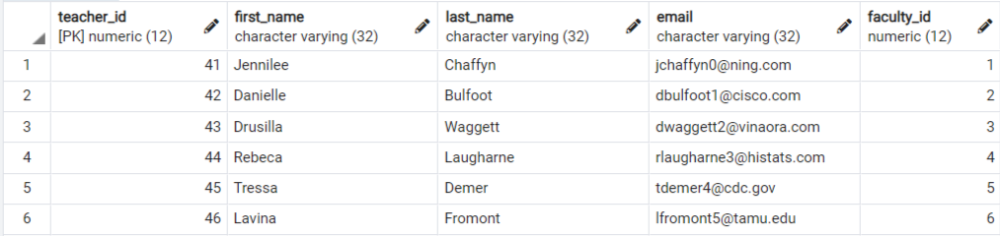 teacher_id first_name last_name email faculty_id
[PK] numeric (12) character varying (32) character varying (32) character varying (32) numeric (12)
1 41 Jennilee Chaffyn jchaffyn0@ning.com 1
2 42 Danielle Bulfoot dbulfoot1@cisco.com 2
3 43 Drusilla Waggett dwaggett2@vinaora.com 3
4 44 Rebeca Laugharne rlaugharne3@histats.com 4
5 45 Tressa Demer tdemer4@cdc.gov 5
6 46 Lavina Fromont lfromont5@tamu.edu 6